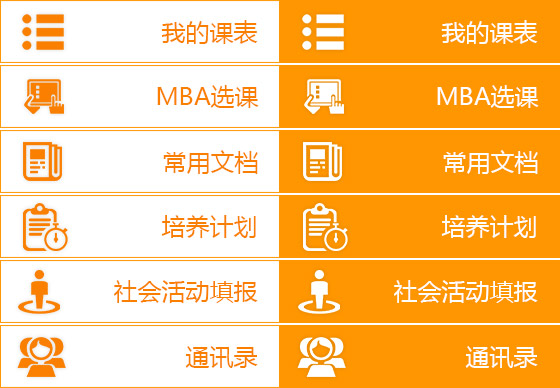 我的课表 我的课表
MBA选课 MBA选课
常用文档 常用文档
培养计划 培养计划
社会活动填报 社会活动填报
通讯录 通讯录